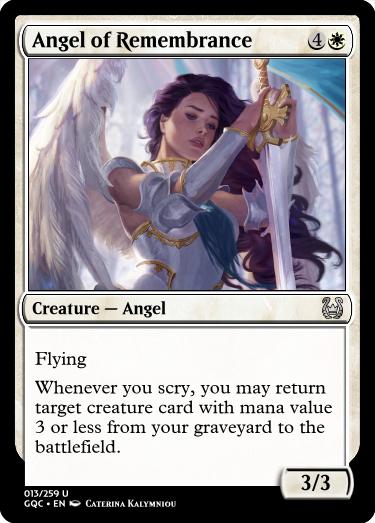 Angel of Remembrance 4
Creature — Angel
Flying
Whenever you scry, you may return
target creature card with mana value
3 or less from your graveyard to the
battlefield.
3/3
013/259 U
GQC • EN Caterina Kalymniou